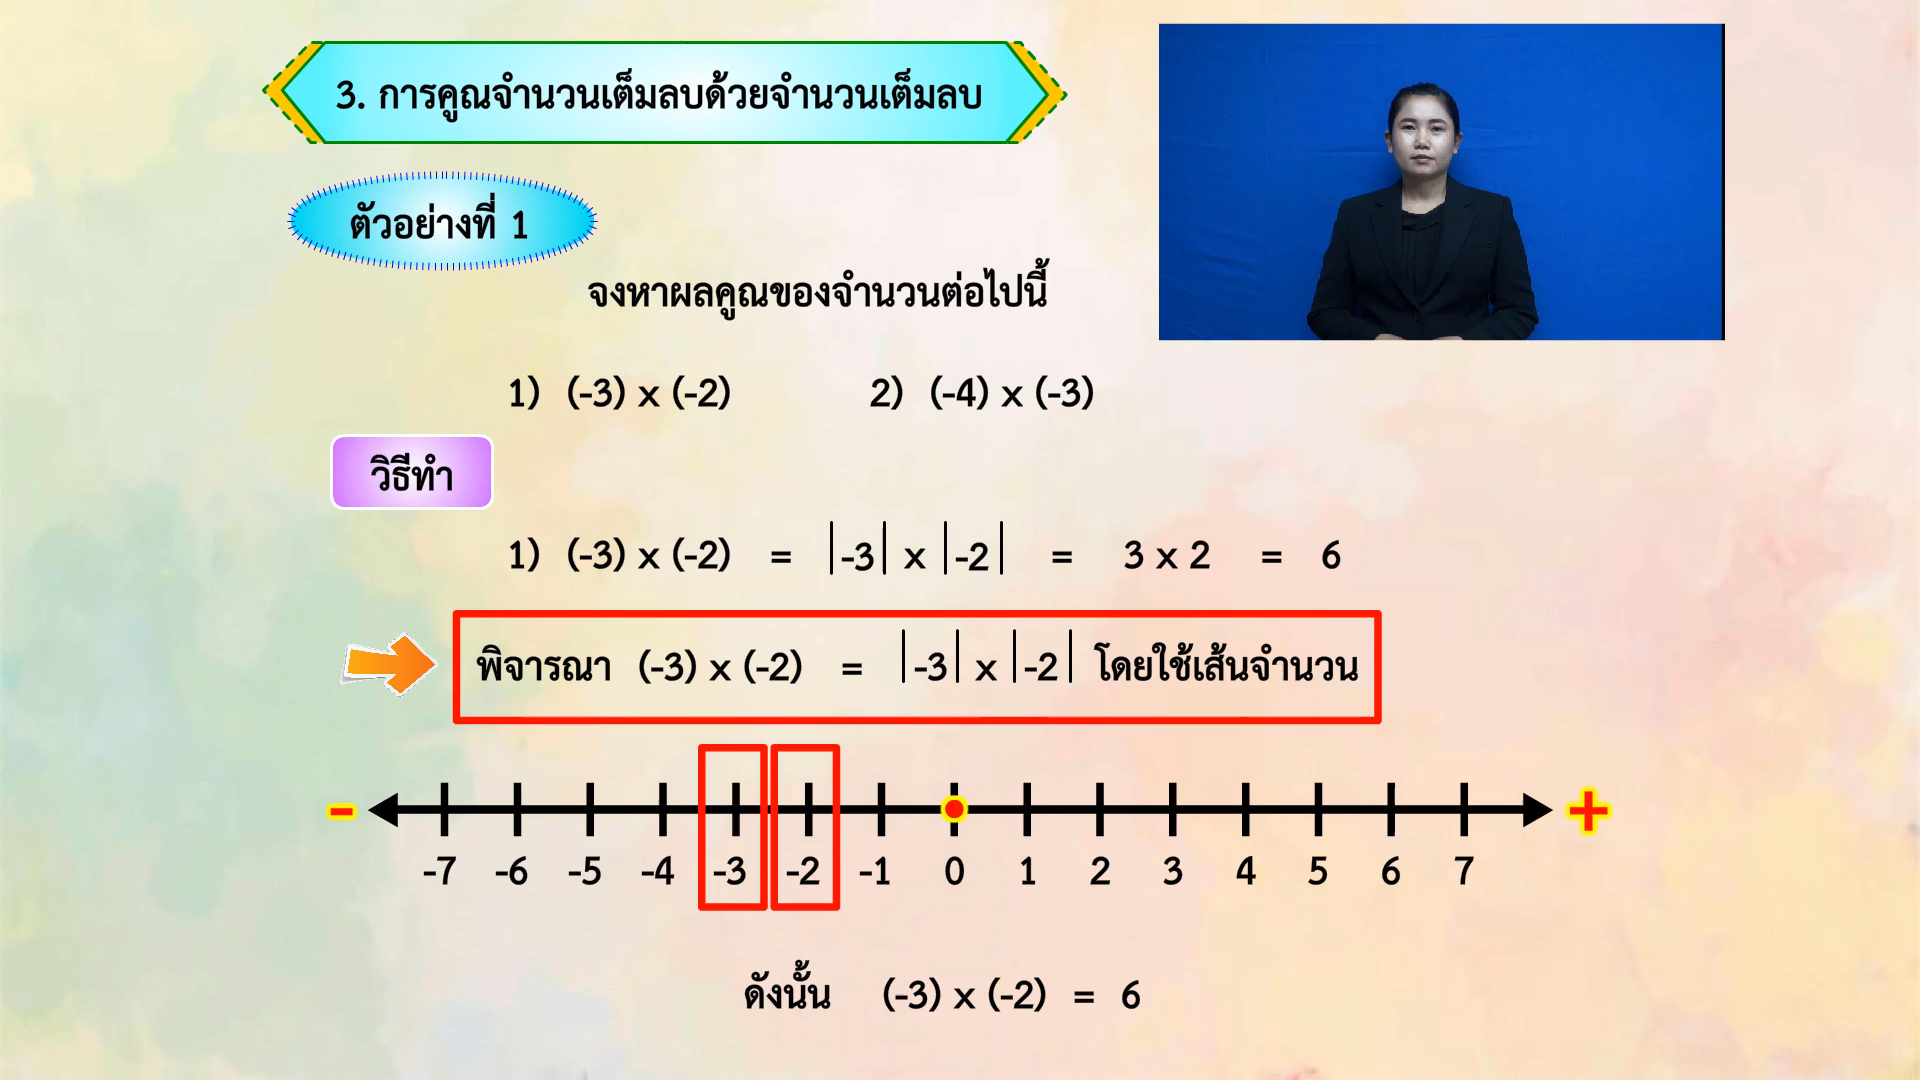 3. การคูณจำนวนเต็มลบด้วยจำนวนเต็มลบ
ตัวอย่างที่ 1
จงหาผลคูณของจำนวนต่อไปนี้
1) (-3) x (-2) 2) (-4) x (-3)
วิธีทำ
1) (-3) x (-2) = |-3| x |-2| = 3 x 2 = 6
พิจารณา (-3) x (-2) = |-3| x |-2| โดยใช้เส้นจำนวน
- +
-7 -6 -5 -4 -3 -2 -1 0 1 2 3 4 5 6 7
ดังนั้น (-3) x (-2) = 6